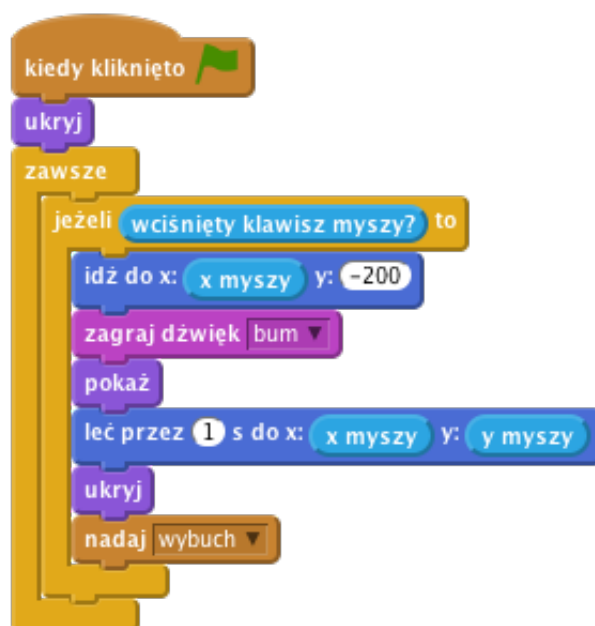 kiedy kliknięto
ukryj
zawsze
jeżeli wciśnięty klawisz myszy? to
idź do x: x myszy y: -200
zagraj dźwięk bum
pokaż
leć przez 1 s do x: x myszy y: y myszy
ukryj
nadaj wybuch